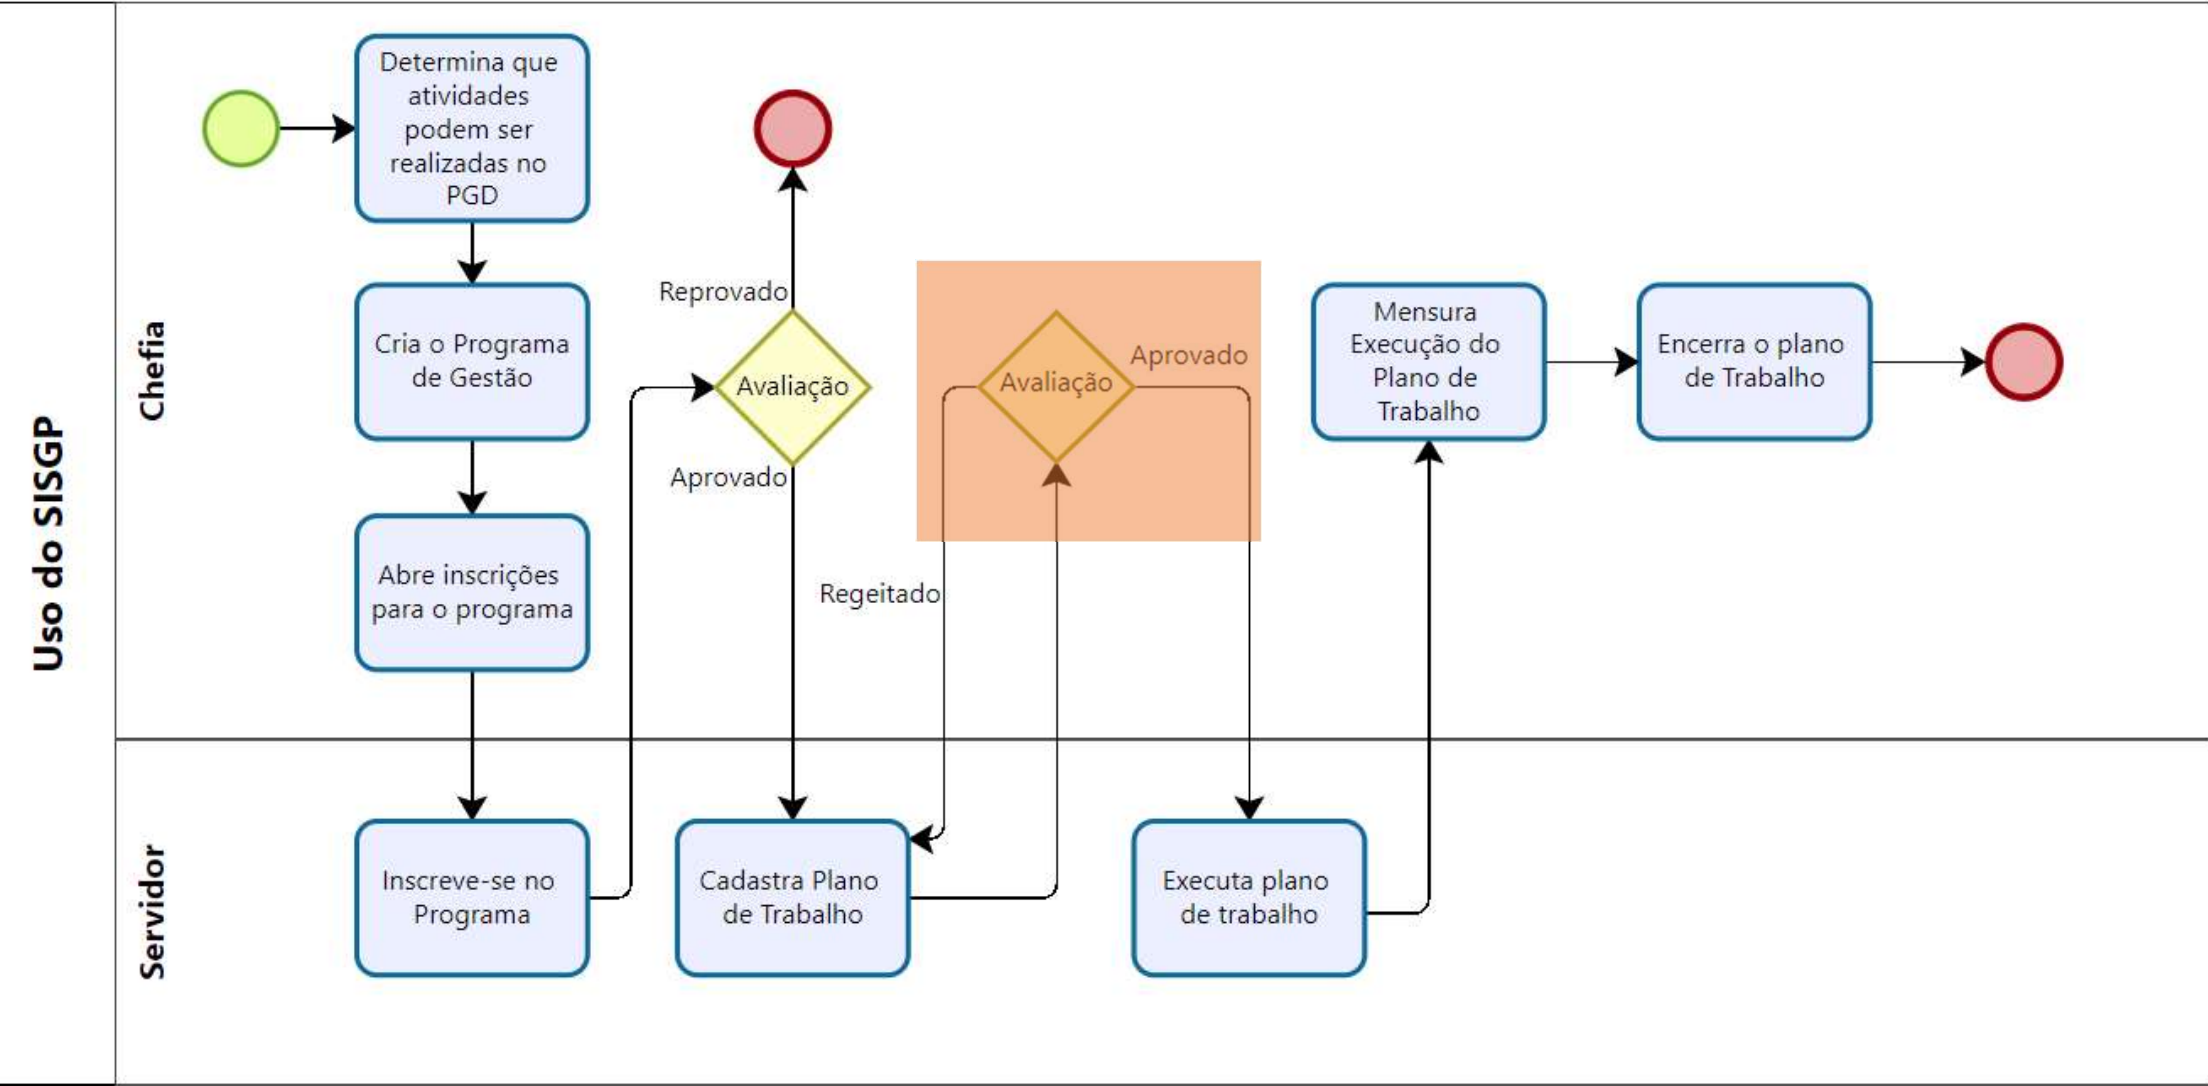 Uso do SISGP
Chefia
Determina que
atividades
podem ser
realizadas no
PGD
Cria o Programa
de Gestão
Abre inscrições
para o programa
Reprovado
Avaliação
Aprovado
Avaliação
Aprovado
Regeitado
Mensura
Execução do
Plano de
Trabalho
Encerra o plano
de Trabalho
Servidor
Inscreve-se no
Programa
Cadastra Plano
de Trabalho
Executa plano
de trabalho